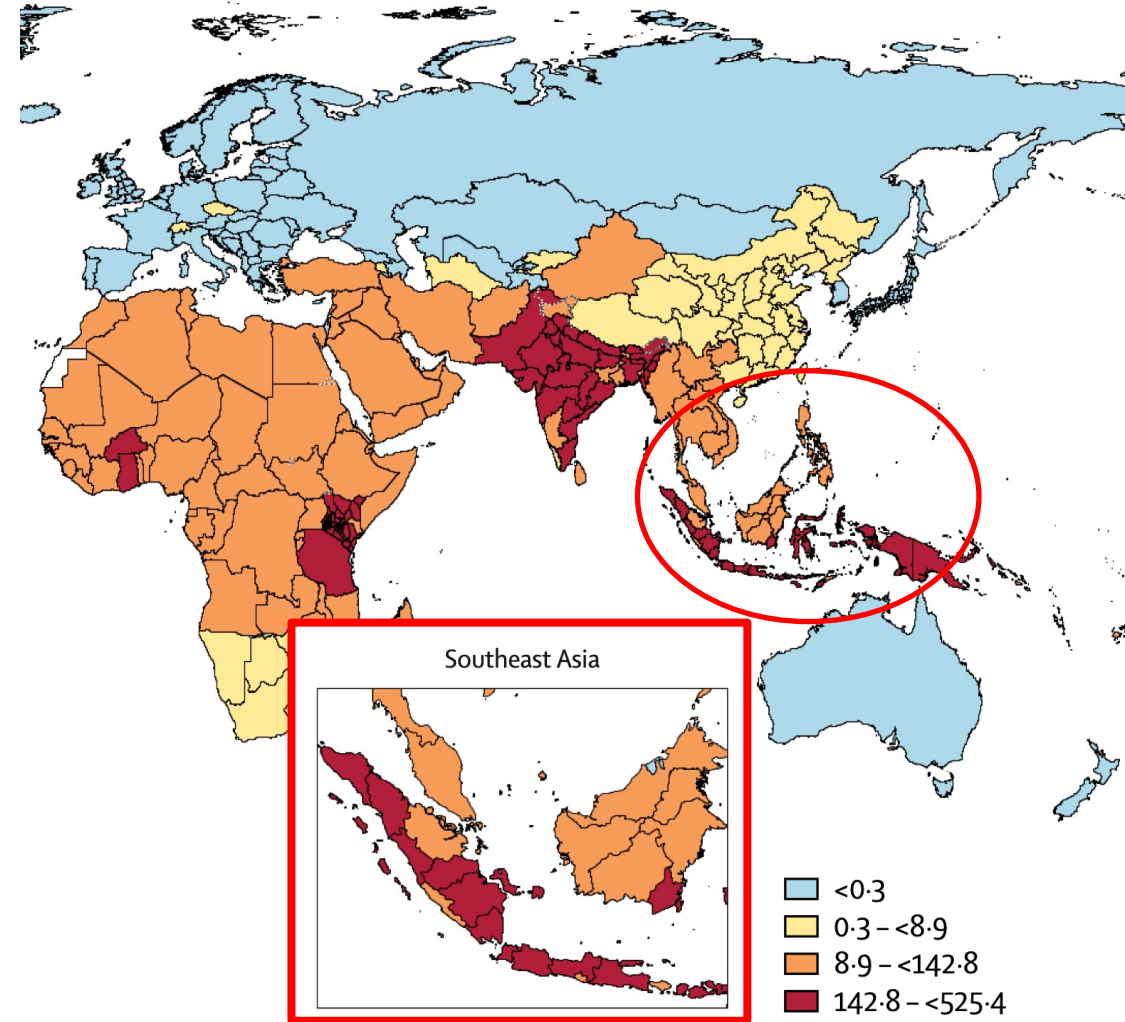 Southeast Asia
<0·3
0·3 – <8·9
8·9 – <142·8
142·8 – <525·4